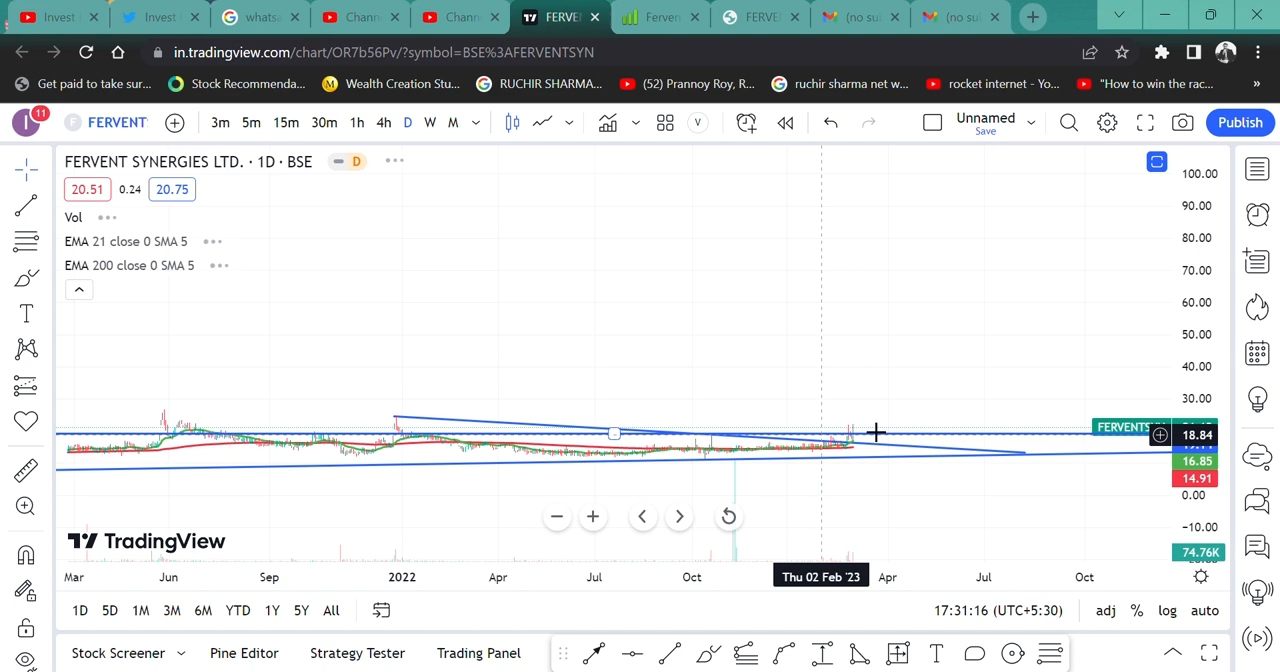 Invest
Invest
whats
Chann
Chann
FERVEN
Ferven
FERVE
(no su
(no su
in.tradingview.com/chart/OR7b56Pv/?symbol=BSE%3AFERVENTSYN
Get paid to take sur...
Stock Recommenda...
Wealth Creation Stu...
RUCHIR SHARMA...
(52) Prannoy Roy, R...
ruchir sharma net w...
rocket internet - Yo...
"How to win the rac...
»
I
11
F
FERVENT
3m
5m
15m
30m
1h
4h
D
W
M
V
Unnamed
Save
Publish
FERVENT SYNERGIES LTD. · 1D · BSE
D
20.51
0.24
20.75
Vol
EMA 21 close 0 SMA 5
EMA 200 close 0 SMA 5
100.00
90.00
80.00
70.00
60.00
50.00
40.00
30.00
18.84
16.85
14.91
0.00
−10.00
74.76K
TradingView
Mar
Jun
Sep
2022
Apr
Jul
Oct
Thu 02 Feb '23
Apr
Jul
Oct
1D
5D
1M
3M
6M
YTD
1Y
5Y
All
17:31:16 (UTC+5:30)
adj
%
log
auto
Stock Screener
Pine Editor
Strategy Tester
Trading Panel